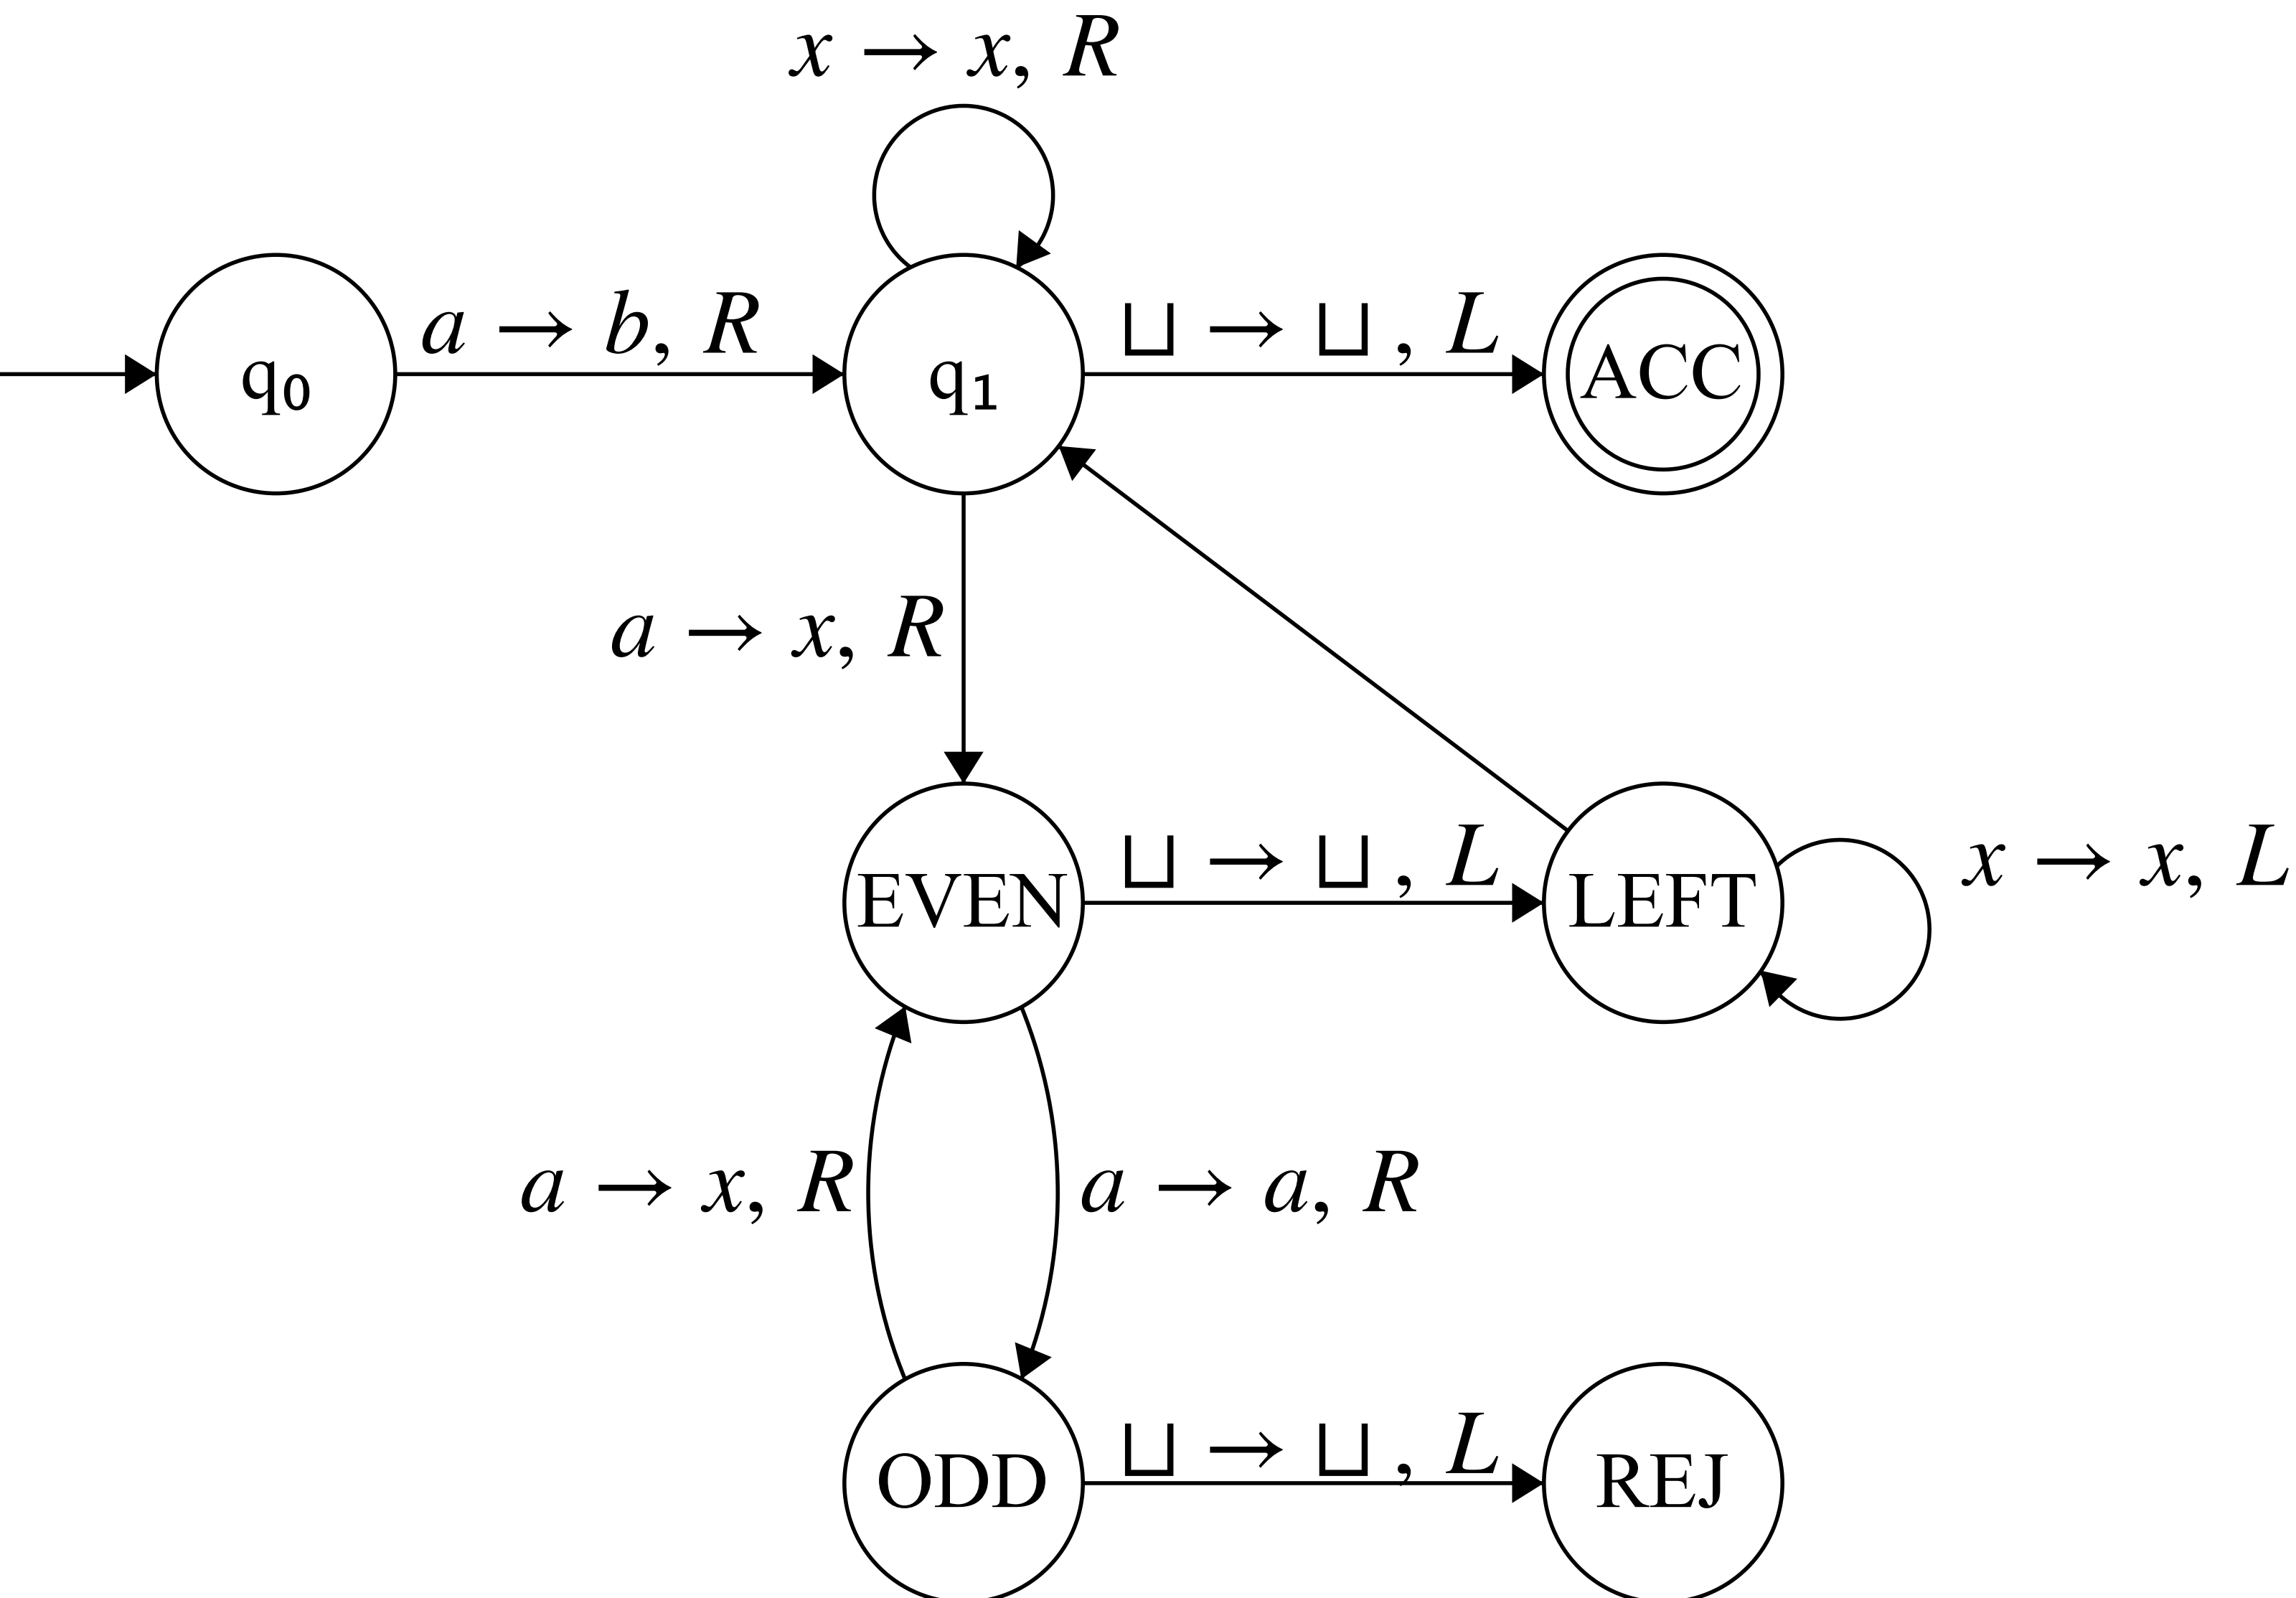 x → x, R
a → b, R
⊔ → ⊔ , L
q₀
q₁
ACC
a → x, R
⊔ → ⊔ , L
x → x, L
EVEN
LEFT
a → x, R
a → a, R
⊔ → ⊔ , L
ODD
REJ